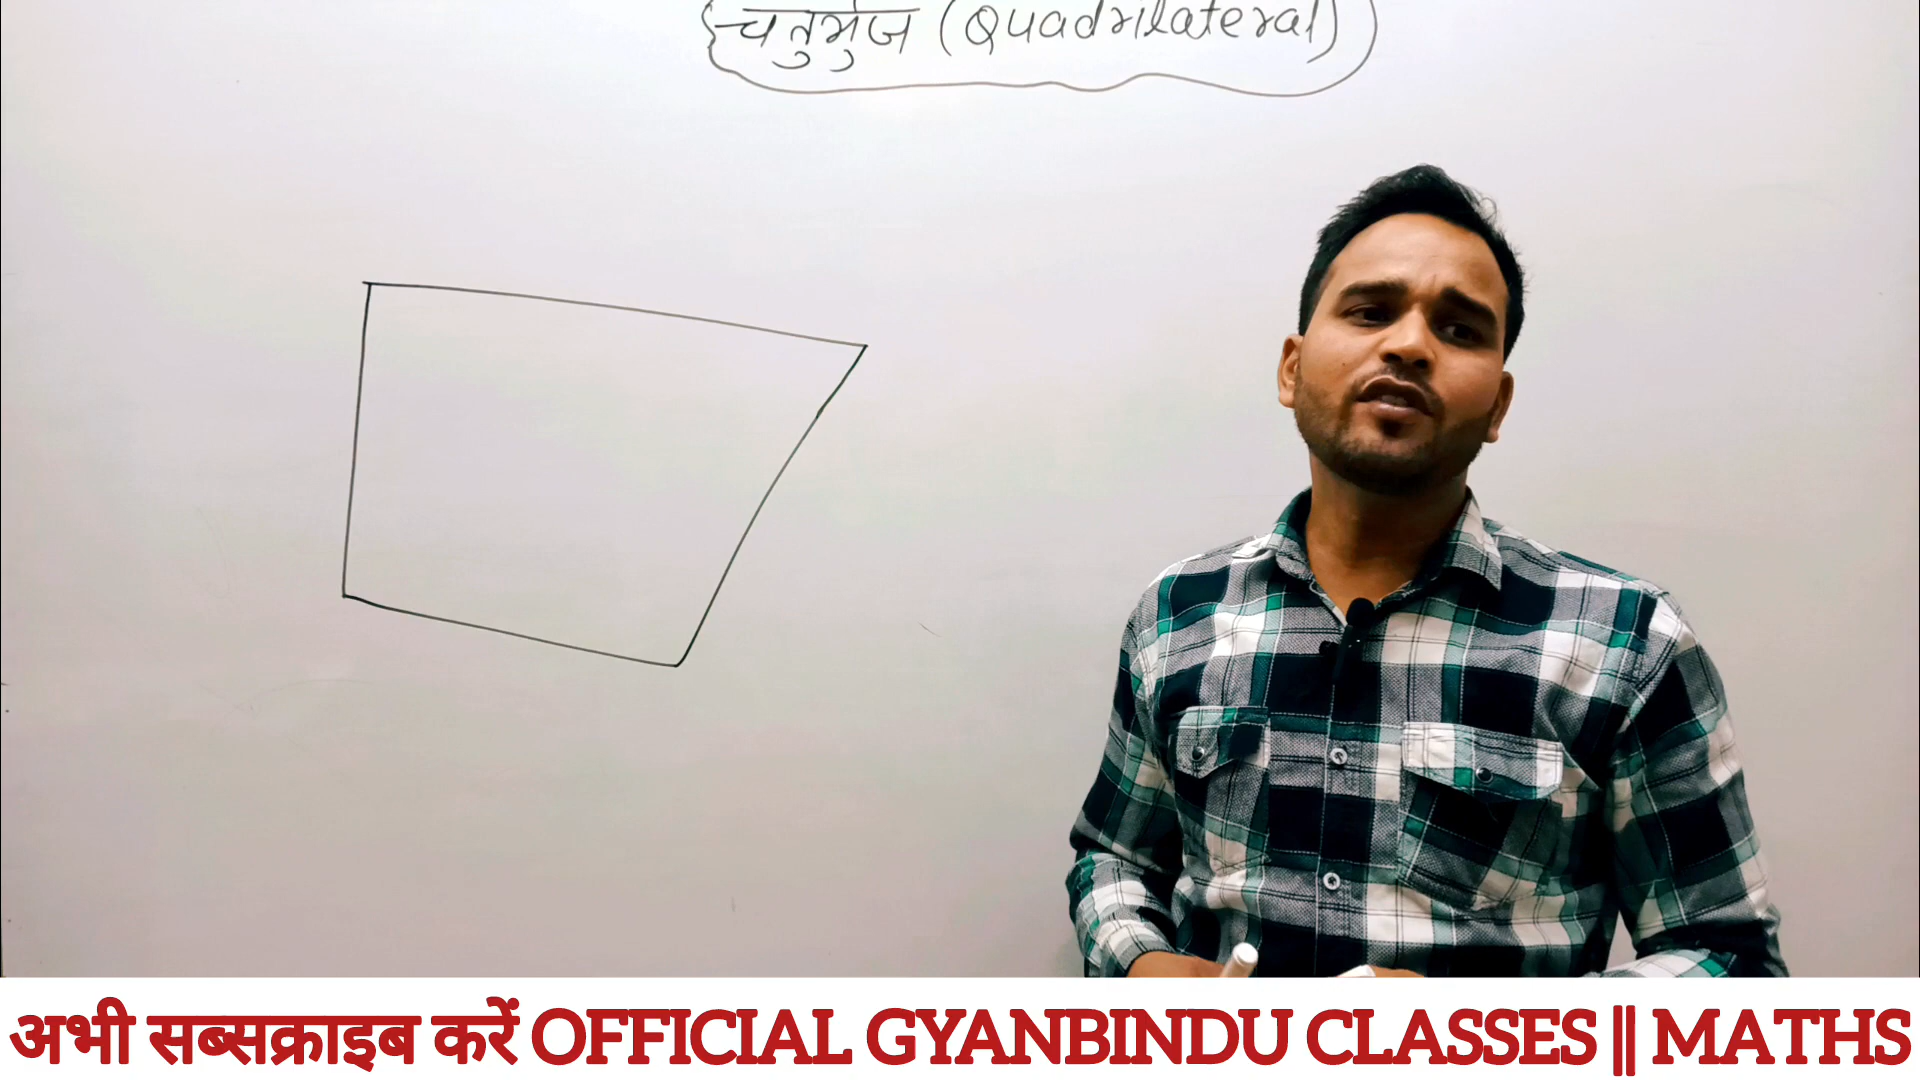 चतुर्भुज (Quadrilateral)
अभी सब्सक्राइब करें OFFICIAL GYANBINDU CLASSES || MATHS